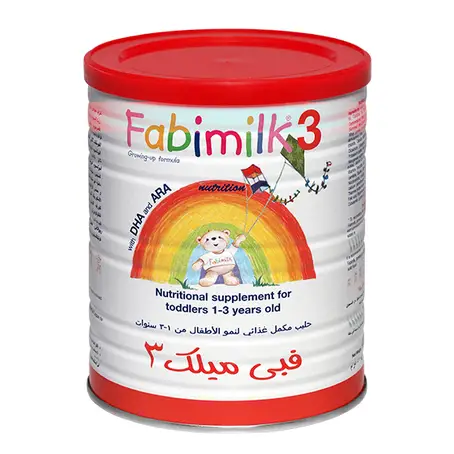 Fabimilk® 3
Growing-up formula
nutrition
with DHA and ARA
Fabimilk
Nutritional supplement for
toddlers 1-3 years old
حليب مكمل غذائي لنمو الأطفال من ١-٣ سنوات
ڤبى ميلك ٣